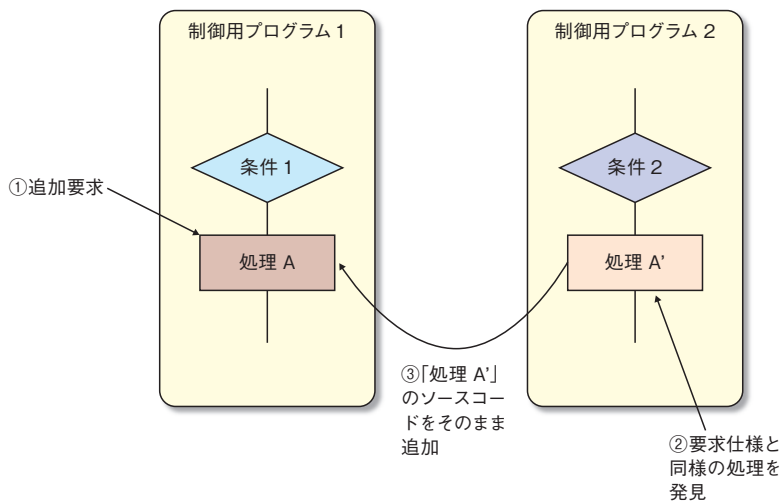 制御用プログラム 1
制御用プログラム 2
条件 1
条件 2
①追加要求
処理 A
処理 A’
③「処理 A’」
のソースコー
ドをそのまま
追加
②要求仕様と
同様の処理を
発見